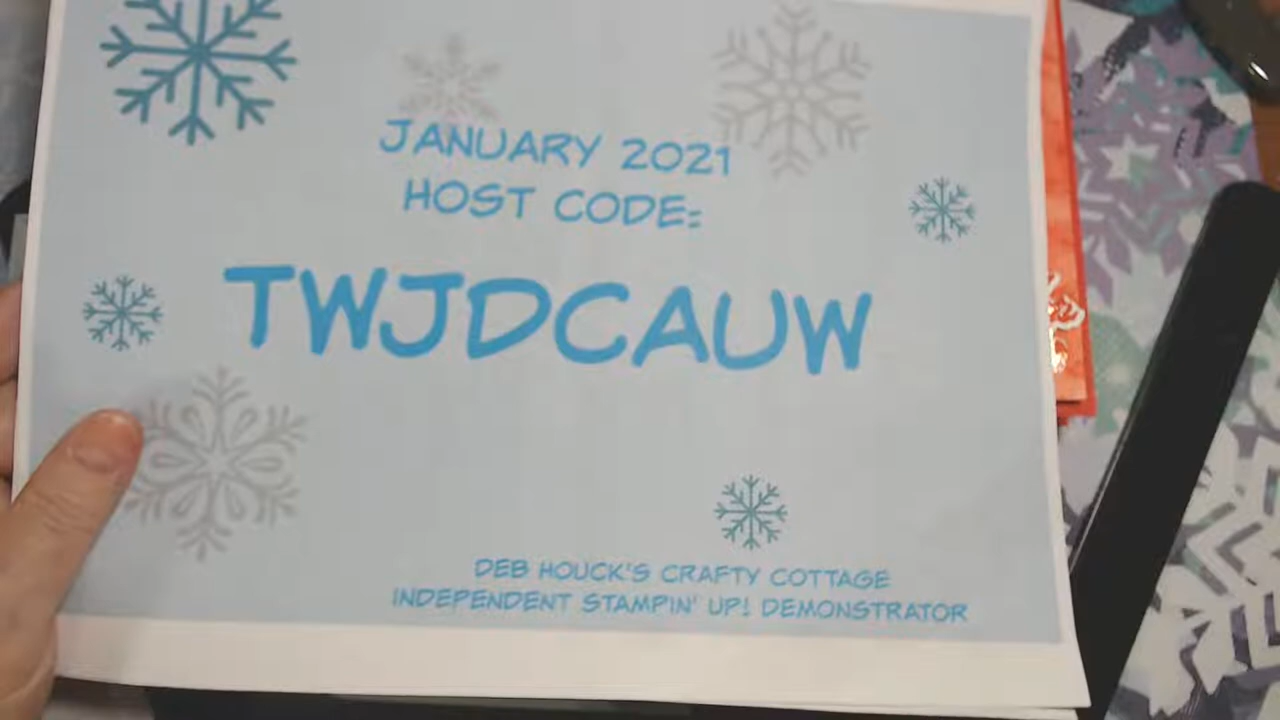 JANUARY 2021
HOST CODE:
TWJDCAUW
DEB HOUCK'S CRAFTY COTTAGE
INDEPENDENT STAMPIN' UP! DEMONSTRATOR